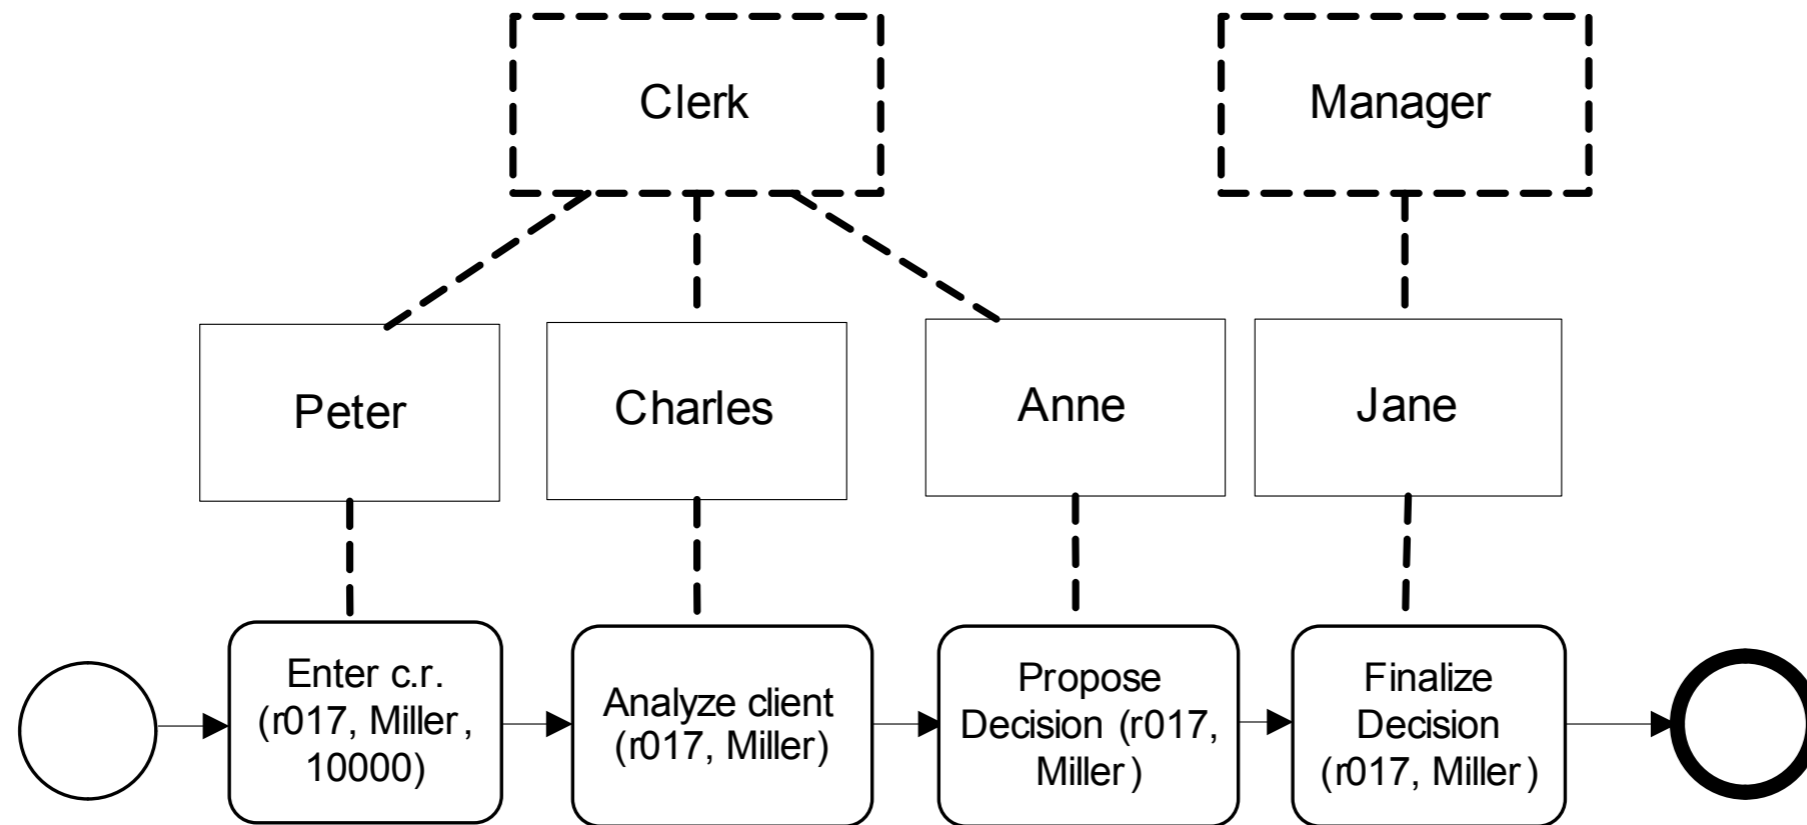 Clerk
Manager
Peter
Charles
Anne
Jane
Enter c.r.
(r017, Miller,
10000)
Analyze client
(r017, Miller)
Propose
Decision (r017,
Miller)
Finalize
Decision
(r017, Miller)